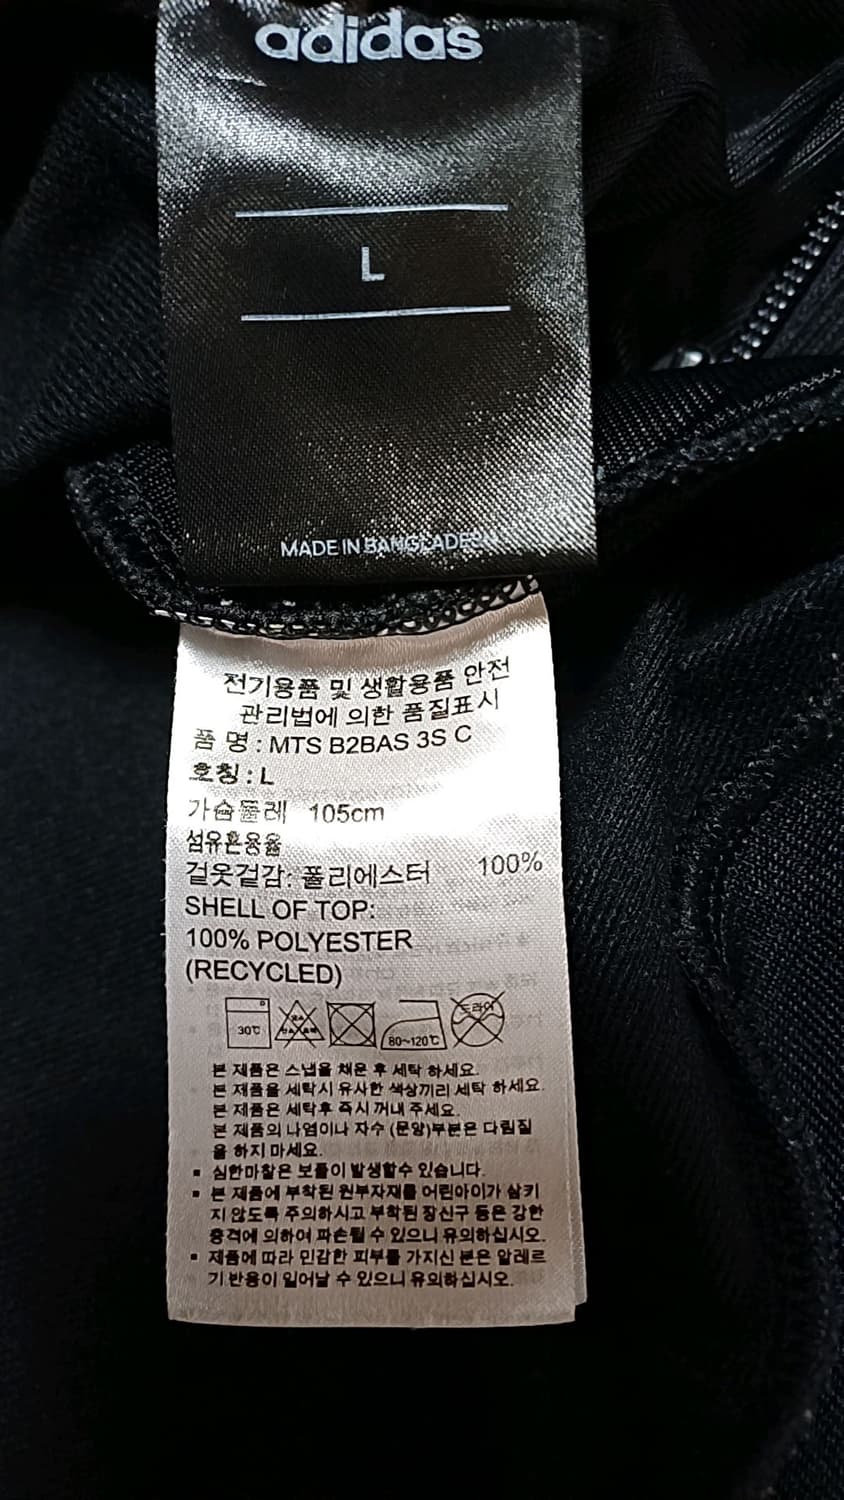 adidas
L
MADE IN BANGLADESH
전기용품 및 생활용품 안전
관리법에 의한 품질표시
품 명 : MTS B2BAS 3S C
호칭 : L
가슴둘레 105cm
섬유혼용율
겉옷겉감: 폴리에스터 100%
SHELL OF TOP:
100% POLYESTER
(RECYCLED)
30℃ 80~120℃ 드라이
본 제품은 스냅을 채운 후 세탁 하세요.
본 제품을 세탁시 유사한 색상끼리 세탁 하세요.
본 제품은 세탁후 즉시 꺼내 주세요.
본 제품의 나염이나 자수 (문양)부분은 다림질
을 하지 마세요.
▪ 심한마찰은 보풀이 발생할수 있습니다.
▪ 본 제품에 부착된 원부자재를 어린아이가 삼키
지 않도록 주의하시고 부착된 장신구 등은 강한
충격에 의하여 파손될 수 있으니 유의하십시오.
▪ 제품에 따라 민감한 피부를 가지신 분은 알레르
기 반응이 일어날 수 있으니 유의하십시오.